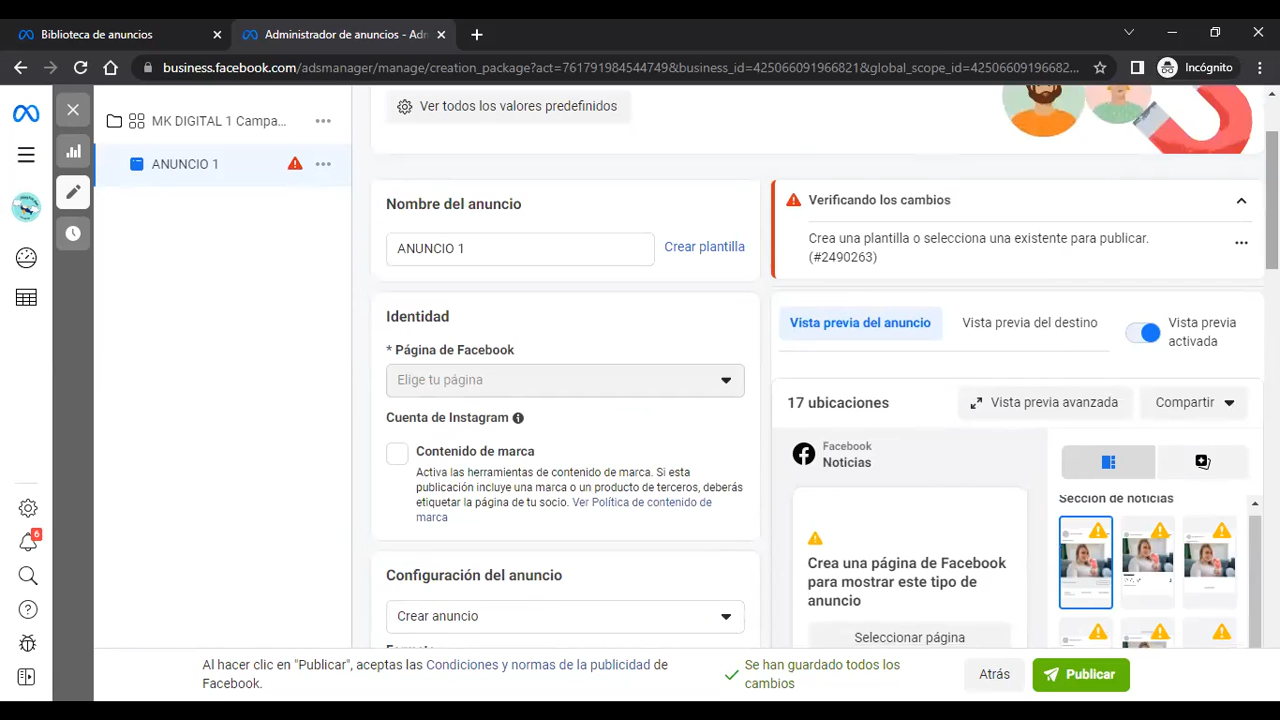 Biblioteca de anuncios
Administrador de anuncios - Adn
business.facebook.com/adsmanager/manage/creation_package?act=761791984544749&business_id=425066091966821&global_scope_id=42506609196682...
Incógnito
Ver todos los valores predefinidos
MK DIGITAL 1 Campa...
ANUNCIO 1
Nombre del anuncio
ANUNCIO 1
Crear plantilla
Identidad
* Página de Facebook
Elige tu página
Cuenta de Instagram
Contenido de marca
Activa las herramientas de contenido de marca. Si esta
publicación incluye una marca o un producto de terceros, deberás
etiquetar la página de tu socio. Ver Política de contenido de
marca
Configuración del anuncio
Crear anuncio
Verificando los cambios
Crea una plantilla o selecciona una existente para publicar.
(#2490263)
Vista previa del anuncio
Vista previa del destino
Vista previa
activada
17 ubicaciones
Vista previa avanzada
Compartir
Facebook
Noticias
Sección de noticias
Crea una página de Facebook
para mostrar este tipo de
anuncio
Seleccionar página
6
Al hacer clic en "Publicar", aceptas las Condiciones y normas de la publicidad de
Facebook.
Se han guardado todos los
cambios
Atrás
Publicar